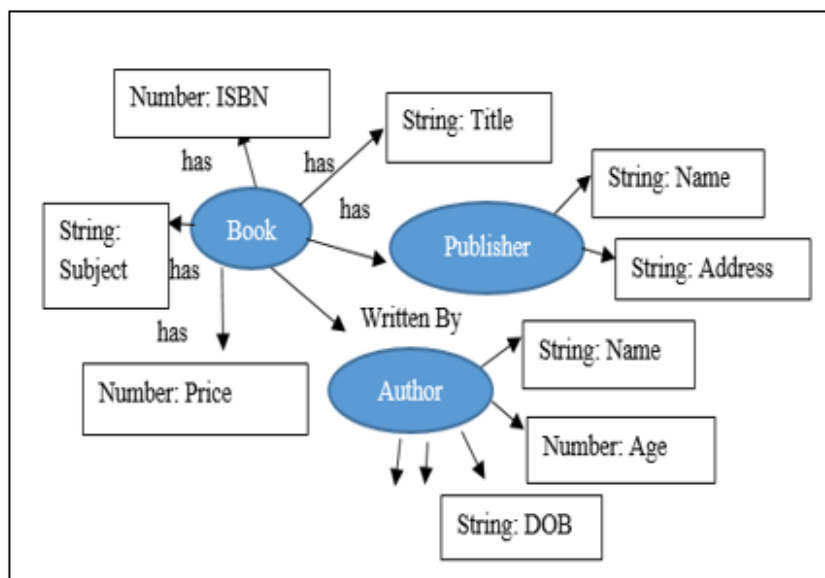 Number: ISBN
String: Title
has
has
String: Name
has
String:
Subject
Book
Publisher
has
String: Address
Written By
has
String: Name
Number: Price
Author
Number: Age
String: DOB